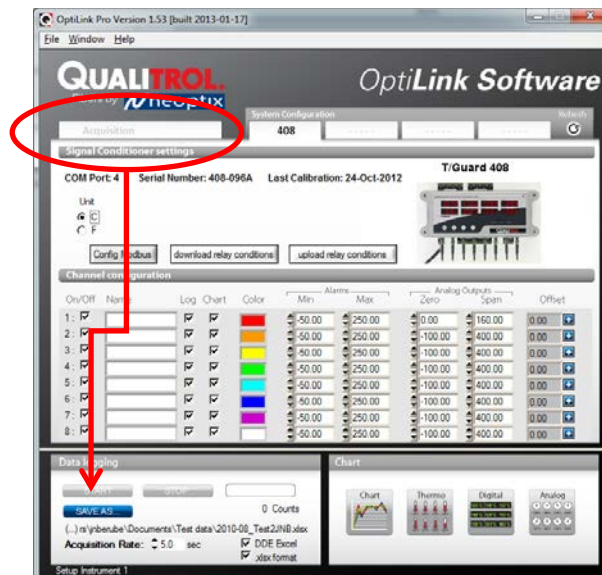 OptiLink Pro Version 1.53 [built 2013-01-17]
File Window Help
QUALITROL
neoptix
OptiLink Software
System Configuration
Refresh
Acquisition
408
Signal Conditioner settings
COM Port: 4 Serial Number: 408-096A Last Calibration: 24-Oct-2012
T/Guard 408
Unit
C
F
Config Modbus download relay conditions upload relay conditions
Channel configuration
Alarms Analog Outputs
On/Off Name Log Chart Color Min Max Zero Span Offset
1: -50.00 250.00 0.00 160.00 0.00
2: -50.00 250.00 -100.00 400.00 0.00
3: -50.00 250.00 -100.00 400.00 0.00
4: -50.00 250.00 -100.00 400.00 0.00
5: -50.00 250.00 -100.00 400.00 0.00
6: -50.00 250.00 -100.00 400.00 0.00
7: -50.00 250.00 -100.00 400.00 0.00
8: -50.00 250.00 -100.00 400.00 0.00
Data logging
START STOP
SAVE AS...
0 Counts
(...) rs\jnberube\Documents\Test data\2010-08_Test2JNB.xlsx
Acquisition Rate: 5.0 sec
DDE Excel
.xlsx format
Chart
Chart Thermo Digital Analog
Setup Instrument 1